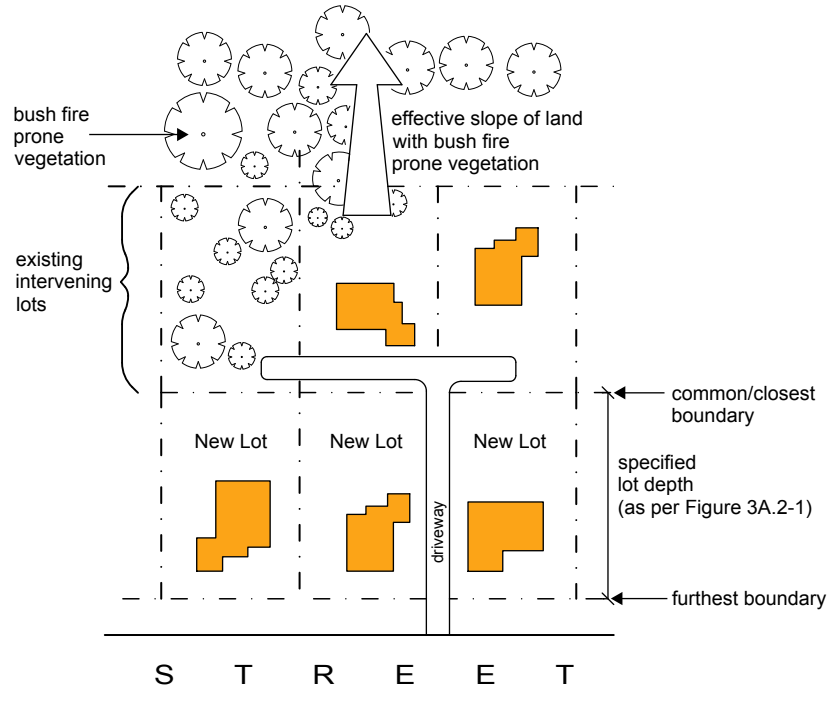 bush fire
prone
vegetation
effective slope of land
with bush fire
prone vegetation
existing
intervening
lots
common/closest
boundary
New Lot
New Lot
New Lot
specified
lot depth
(as per Figure 3A.2-1)
driveway
furthest boundary
S T R E E T